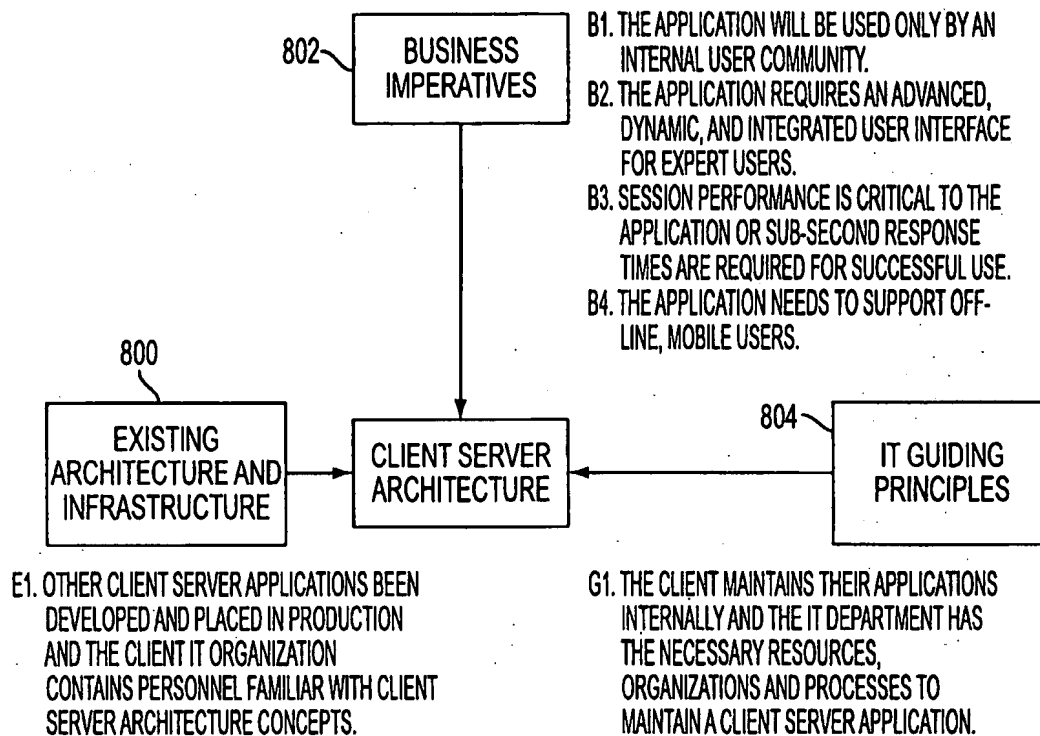 802
BUSINESS
IMPERATIVES
B1. THE APPLICATION WILL BE USED ONLY BY AN
INTERNAL USER COMMUNITY.
B2. THE APPLICATION REQUIRES AN ADVANCED,
DYNAMIC, AND INTEGRATED USER INTERFACE
FOR EXPERT USERS.
B3. SESSION PERFORMANCE IS CRITICAL TO THE
APPLICATION OR SUB-SECOND RESPONSE
TIMES ARE REQUIRED FOR SUCCESSFUL USE.
B4. THE APPLICATION NEEDS TO SUPPORT OFF-
LINE, MOBILE USERS.
800
EXISTING
ARCHITECTURE AND
INFRASTRUCTURE
CLIENT SERVER
ARCHITECTURE
804
IT GUIDING
PRINCIPLES
E1. OTHER CLIENT SERVER APPLICATIONS BEEN
DEVELOPED AND PLACED IN PRODUCTION
AND THE CLIENT IT ORGANIZATION
CONTAINS PERSONNEL FAMILIAR WITH CLIENT
SERVER ARCHITECTURE CONCEPTS.
G1. THE CLIENT MAINTAINS THEIR APPLICATIONS
INTERNALLY AND THE IT DEPARTMENT HAS
THE NECESSARY RESOURCES,
ORGANIZATIONS AND PROCESSES TO
MAINTAIN A CLIENT SERVER APPLICATION.